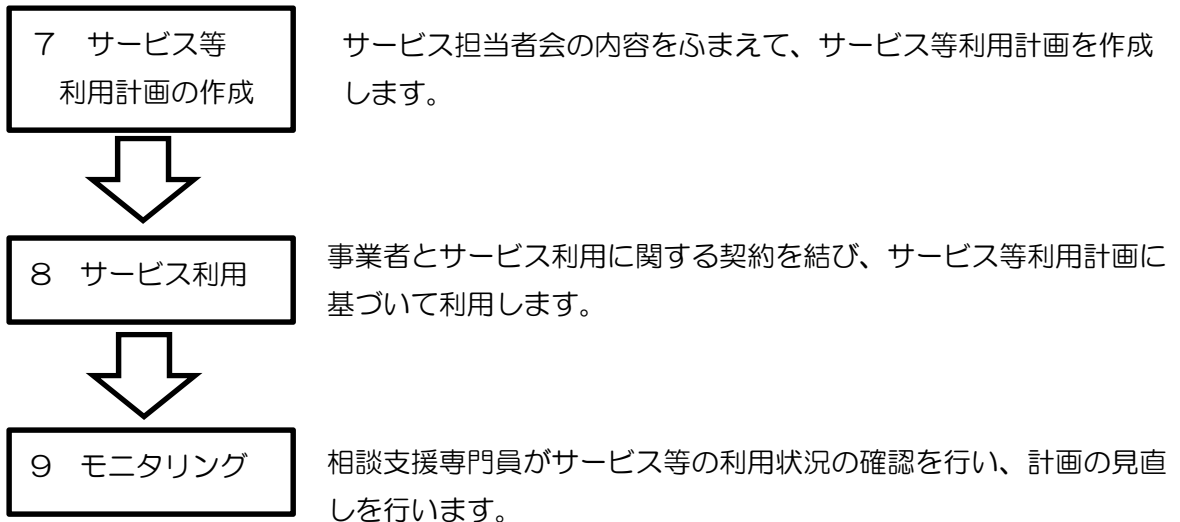 ７　サービス等
利用計画の作成
サービス担当者会の内容をふまえて、サービス等利用計画を作成
します。
８　サービス利用
事業者とサービス利用に関する契約を結び、サービス等利用計画に
基づいて利用します。
９　モニタリング
相談支援専門員がサービス等の利用状況の確認を行い、計画の見直
しを行います。